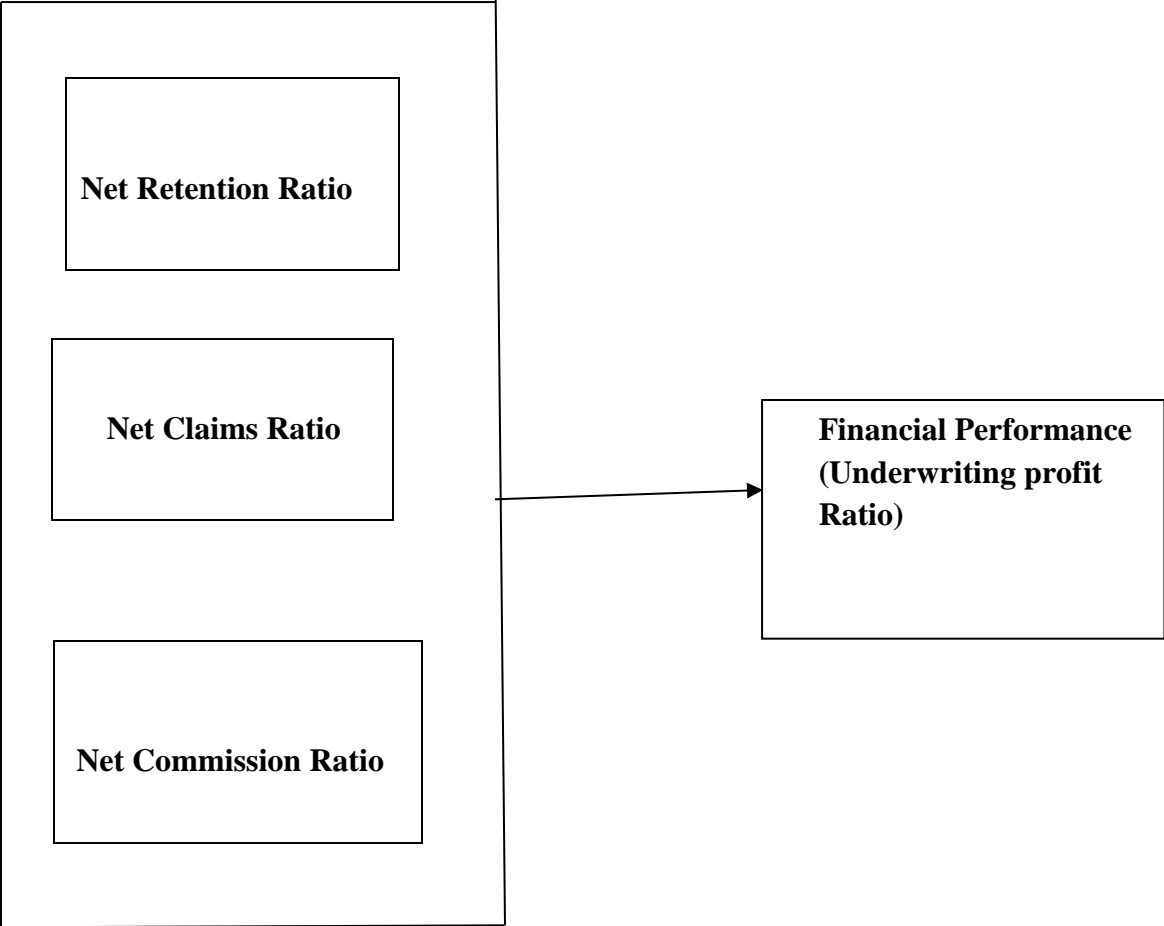 Net Retention Ratio
Net Claims Ratio
Financial Performance
(Underwriting profit
Ratio)
Net Commission Ratio